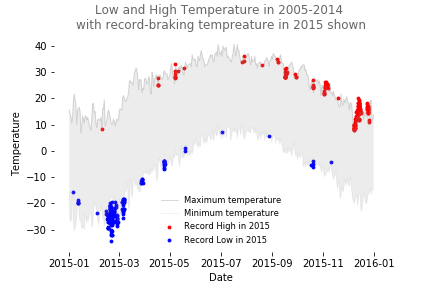 Low and High Temperature in 2005-2014
with record-braking tempreature in 2015 shown
40
30
20
10
0
−10
−20
−30
Temperature
Maximum temperature
Minimum temperature
Record High in 2015
Record Low in 2015
2015-01 2015-03 2015-05 2015-07 2015-09 2015-11 2016-01
Date